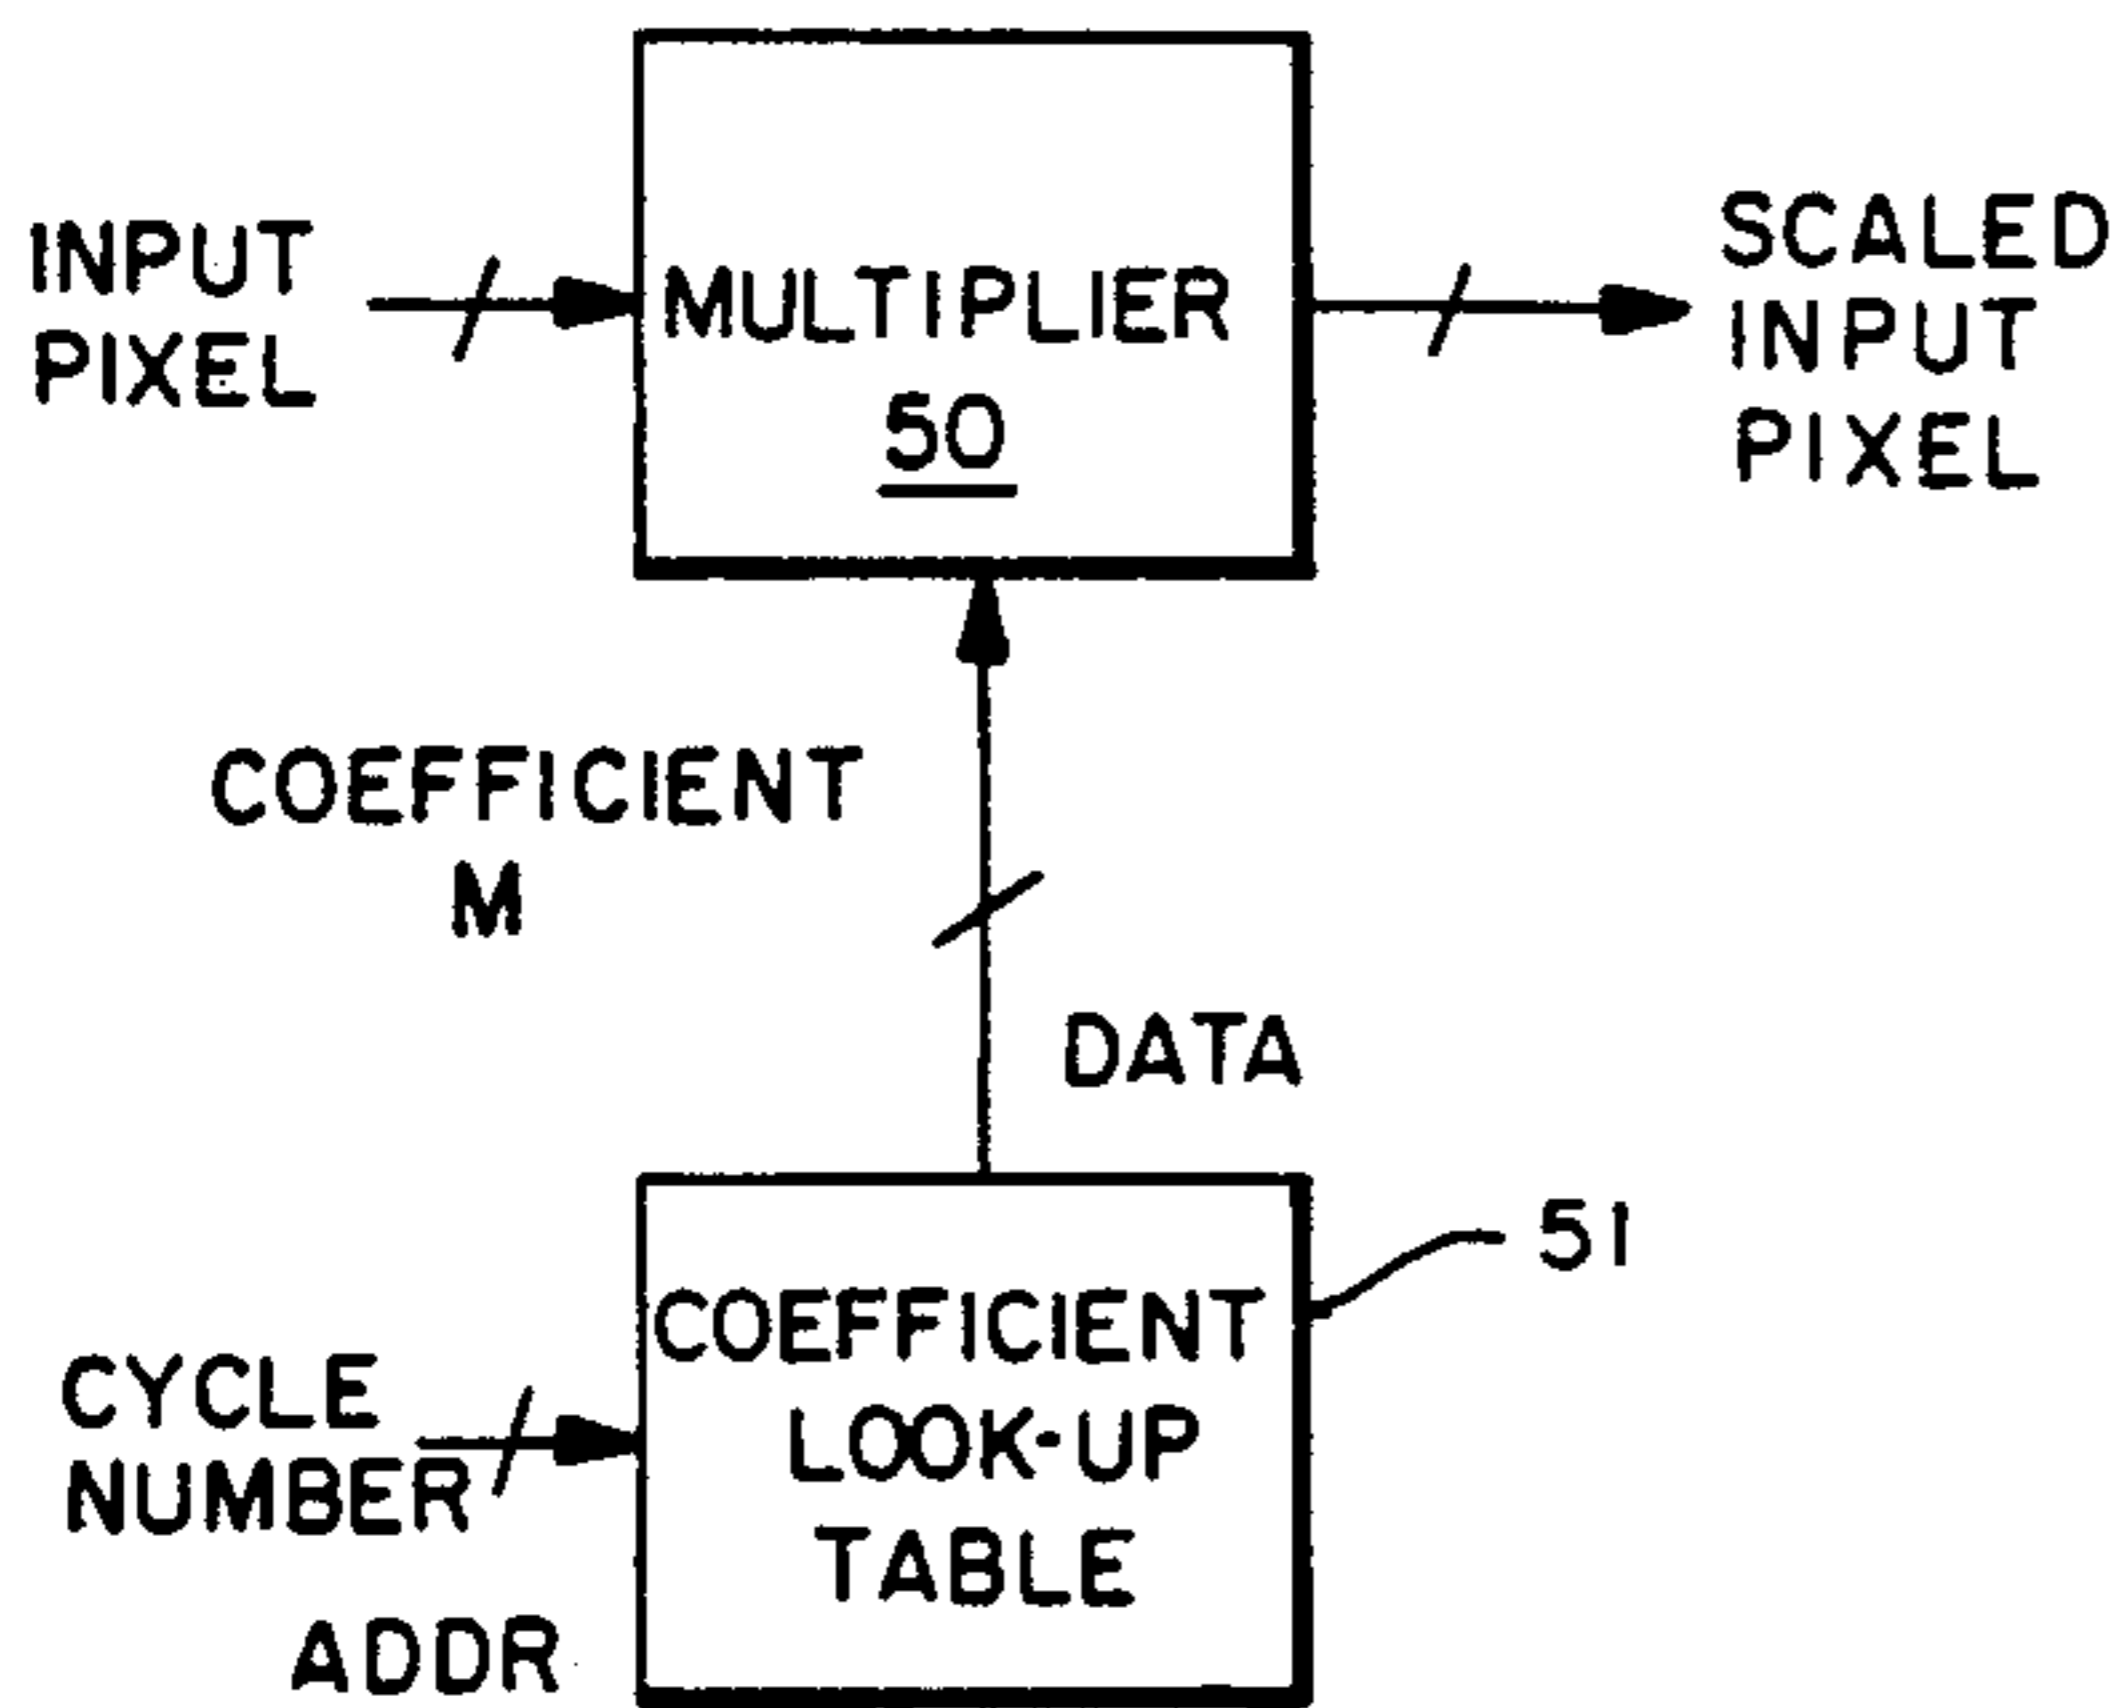 INPUT
PIXEL
MULTIPLIER
50
SCALED
INPUT
PIXEL
COEFFICIENT
M
DATA
51
COEFFICIENT
LOOK-UP
TABLE
CYCLE
NUMBER
ADDR